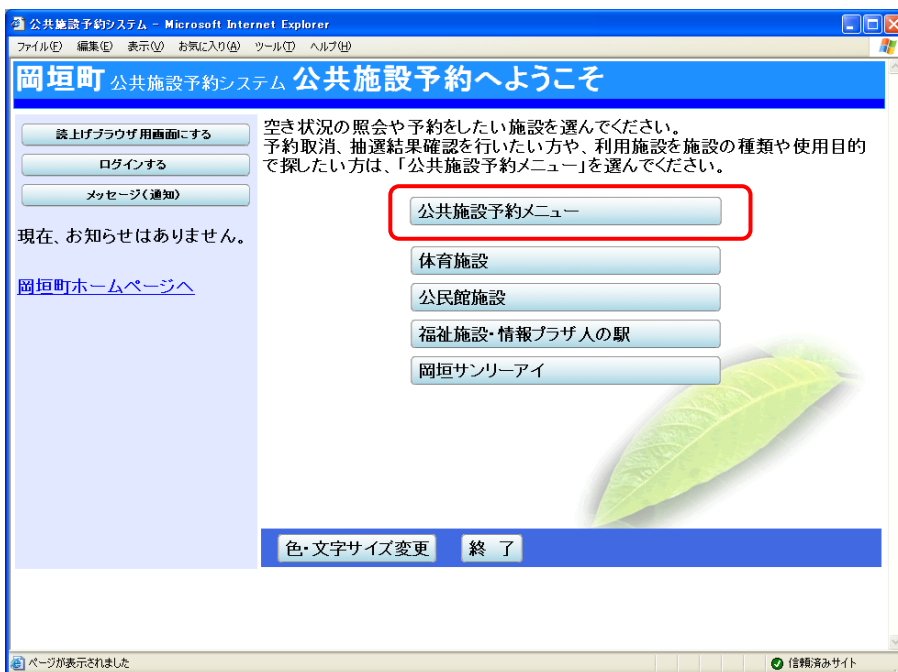 公共施設予約システム - Microsoft Internet Explorer
ファイル(F) 編集(E) 表示(V) お気に入り(A) ツール(T) ヘルプ(H)
岡垣町 公共施設予約システム 公共施設予約へようこそ
読上げブラウザ用画面にする
ログインする
メッセージ(通知)
現在、お知らせはありません。
岡垣町ホームページへ
空き状況の照会や予約をしたい施設を選んでください。
予約取消、抽選結果確認を行いたい方や、利用施設を施設の種類や使用目的
で探したい方は、「公共施設予約メニュー」を選んでください。
公共施設予約メニュー
体育施設
公民館施設
福祉施設・情報プラザ人の駅
岡垣サンリーアイ
色・文字サイズ変更 終 了
ページが表示されました 信頼済みサイト